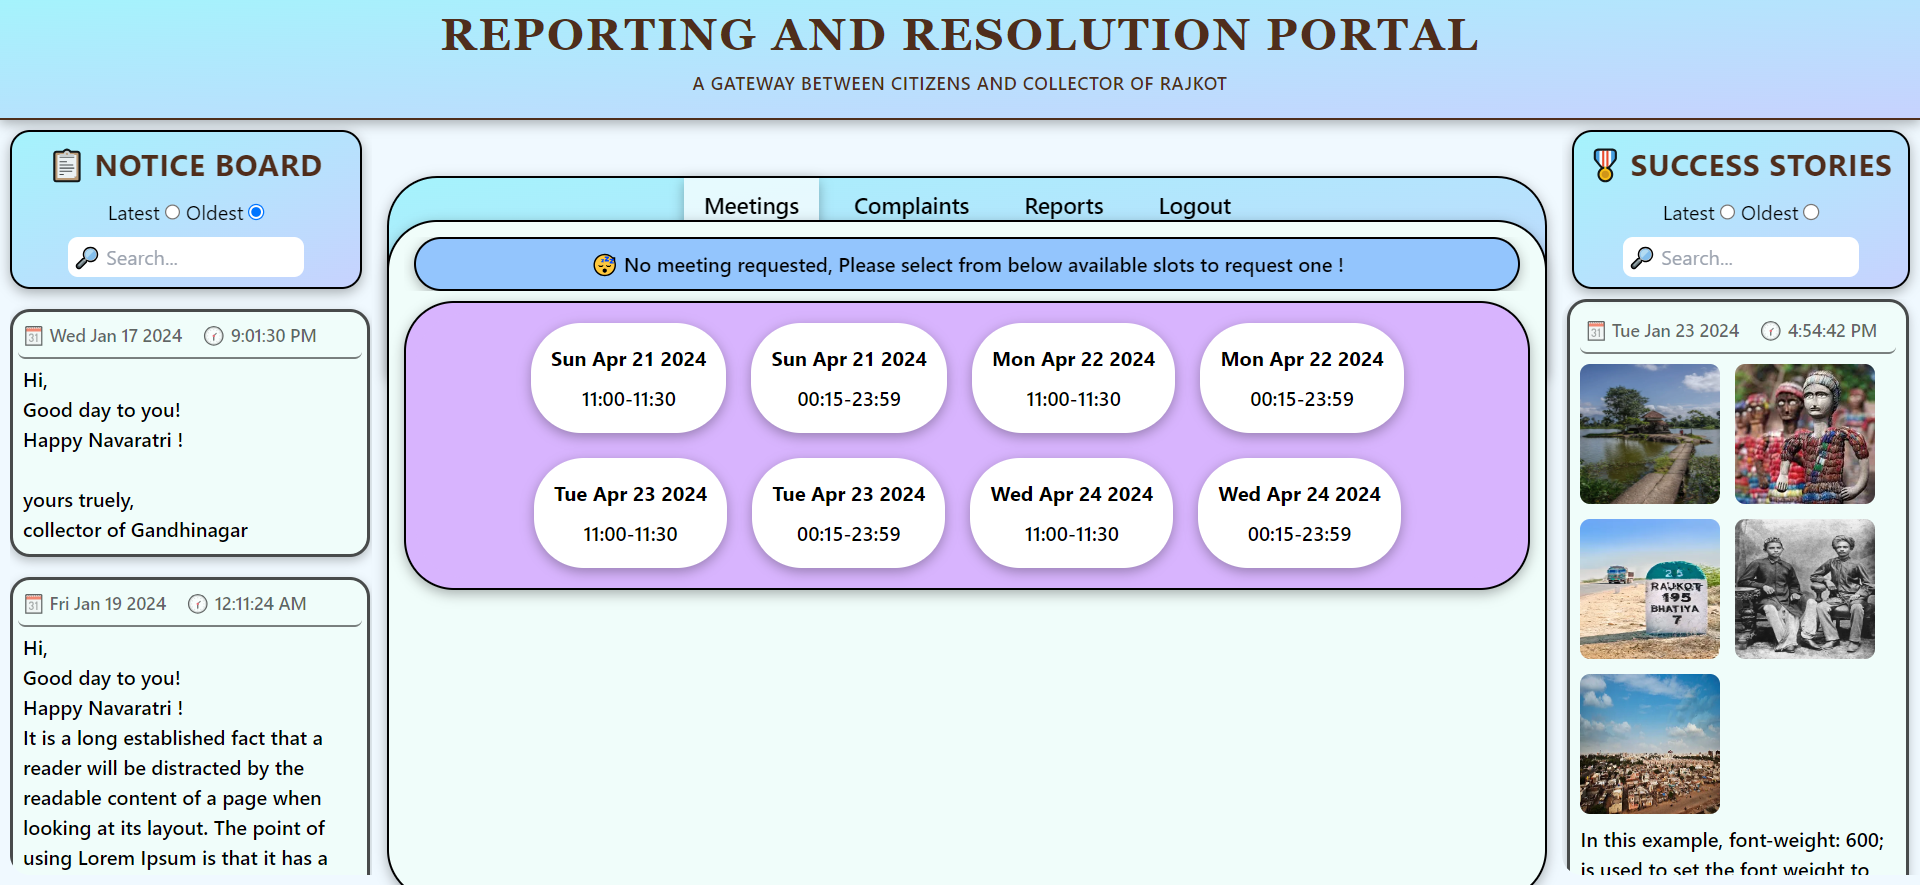 REPORTING AND RESOLUTION PORTAL
A GATEWAY BETWEEN CITIZENS AND COLLECTOR OF RAJKOT
NOTICE BOARD
Latest Oldest
Search...
Wed Jan 17 2024 9:01:30 PM
Hi,
Good day to you!
Happy Navaratri !
yours truely,
collector of Gandhinagar
Fri Jan 19 2024 12:11:24 AM
Hi,
Good day to you!
Happy Navaratri !
It is a long established fact that a
reader will be distracted by the
readable content of a page when
looking at its layout. The point of
using Lorem Ipsum is that it has a
Meetings Complaints Reports Logout
No meeting requested, Please select from below available slots to request one !
Sun Apr 21 2024
11:00-11:30
Sun Apr 21 2024
00:15-23:59
Mon Apr 22 2024
11:00-11:30
Mon Apr 22 2024
00:15-23:59
Tue Apr 23 2024
11:00-11:30
Tue Apr 23 2024
00:15-23:59
Wed Apr 24 2024
11:00-11:30
Wed Apr 24 2024
00:15-23:59
SUCCESS STORIES
Latest Oldest
Search...
Tue Jan 23 2024 4:54:42 PM
25
RAJKOT
195
BHATIYA
7
In this example, font-weight: 600;
is used to set the font weight to